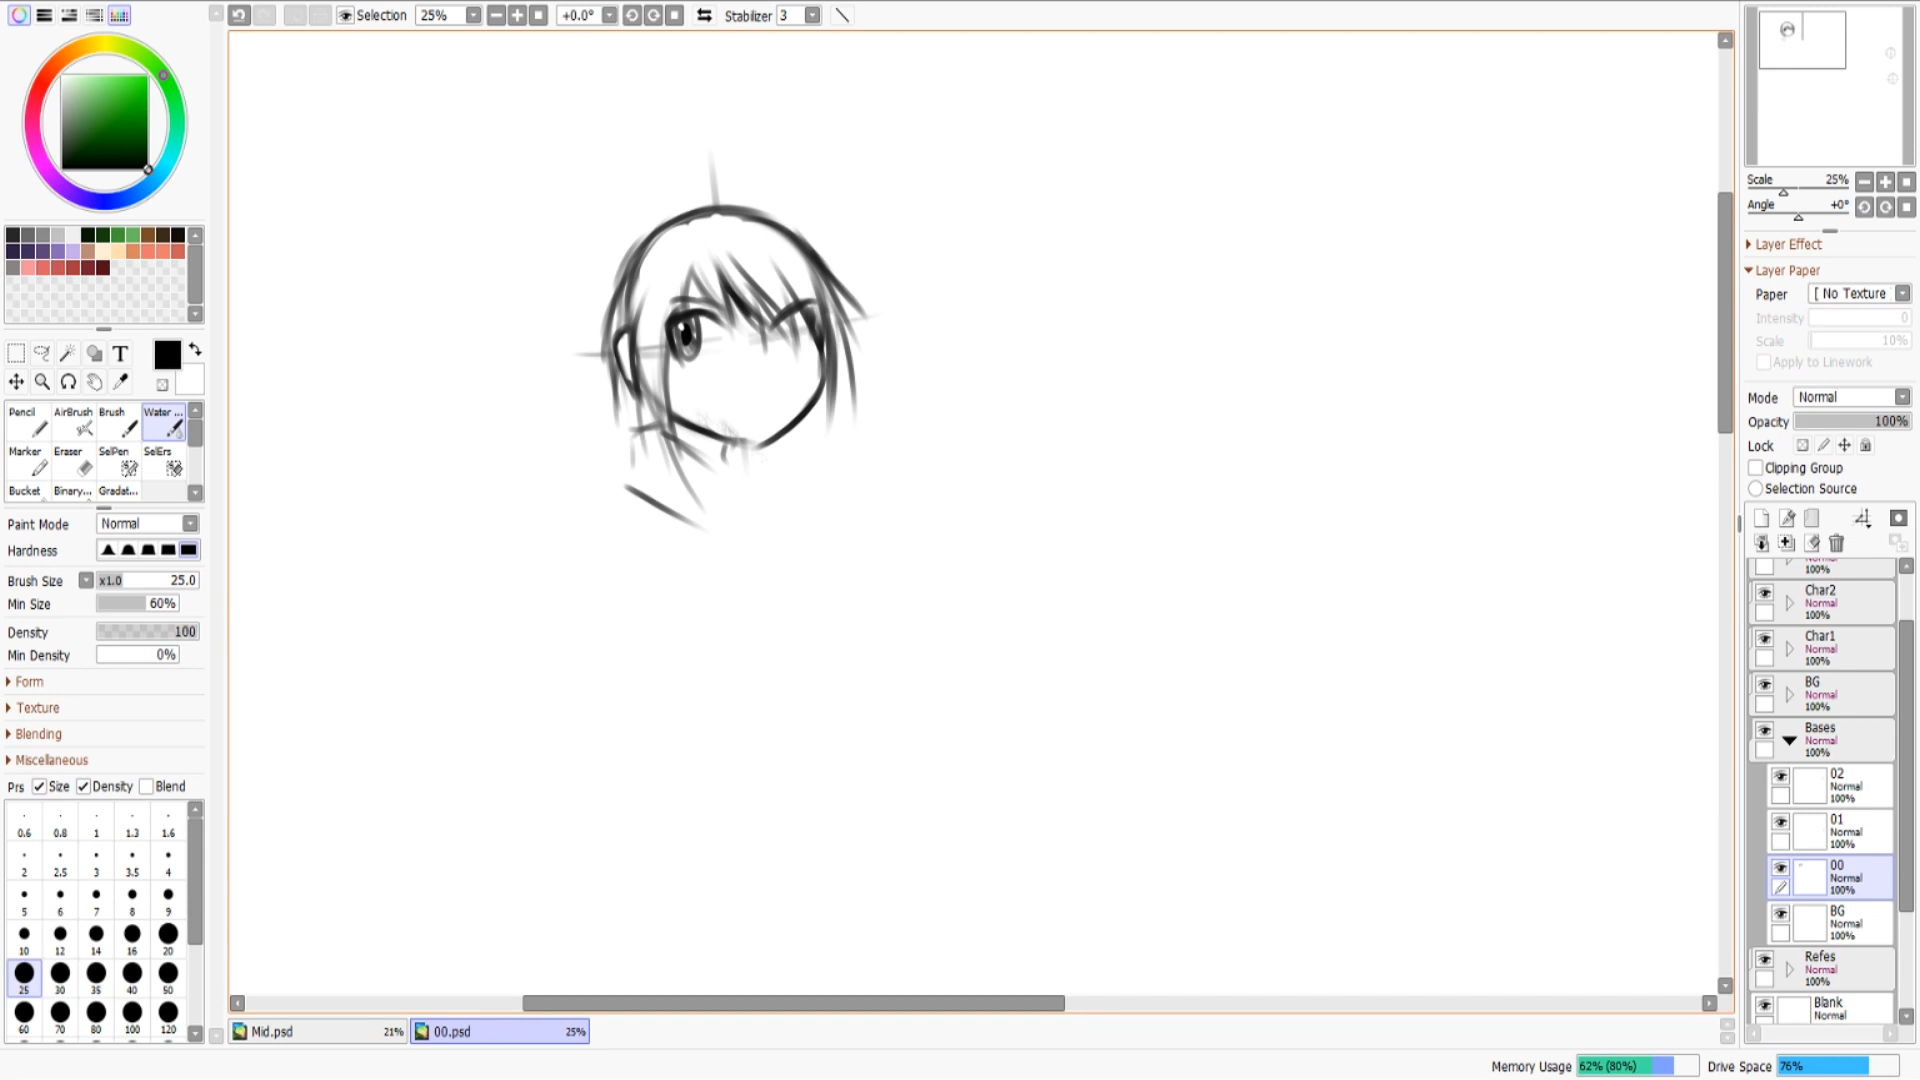 Selection 25% +0.0° Stabilizer 3
Pencil AirBrush Brush Water ...
Marker Eraser SelPen SelErs
Bucket Binary... Gradat...
Paint Mode Normal
Hardness
Brush Size x1.0 25.0
Min Size 60%
Density 100
Min Density 0%
Form
Texture
Blending
Miscellaneous
Prs Size Density Blend
0.6 0.8 1 1.3 1.6
2 2.5 3 3.5 4
5 6 7 8 9
10 12 14 16 20
25 30 35 40 50
60 70 80 100 120
Mid.psd 21% 00.psd 25%
Scale 25%
Angle +0°
Layer Effect
Layer Paper
Paper [ No Texture
Intensity 0
Scale 10%
Apply to Linework
Mode Normal
Opacity 100%
Lock
Clipping Group
Selection Source
100%
Char2
Normal
100%
Char1
Normal
100%
BG
Normal
100%
Bases
Normal
100%
02
Normal
100%
01
Normal
100%
00
Normal
100%
BG
Normal
100%
Refes
Normal
100%
Blank
Normal
Memory Usage 62% (80%) Drive Space 76%